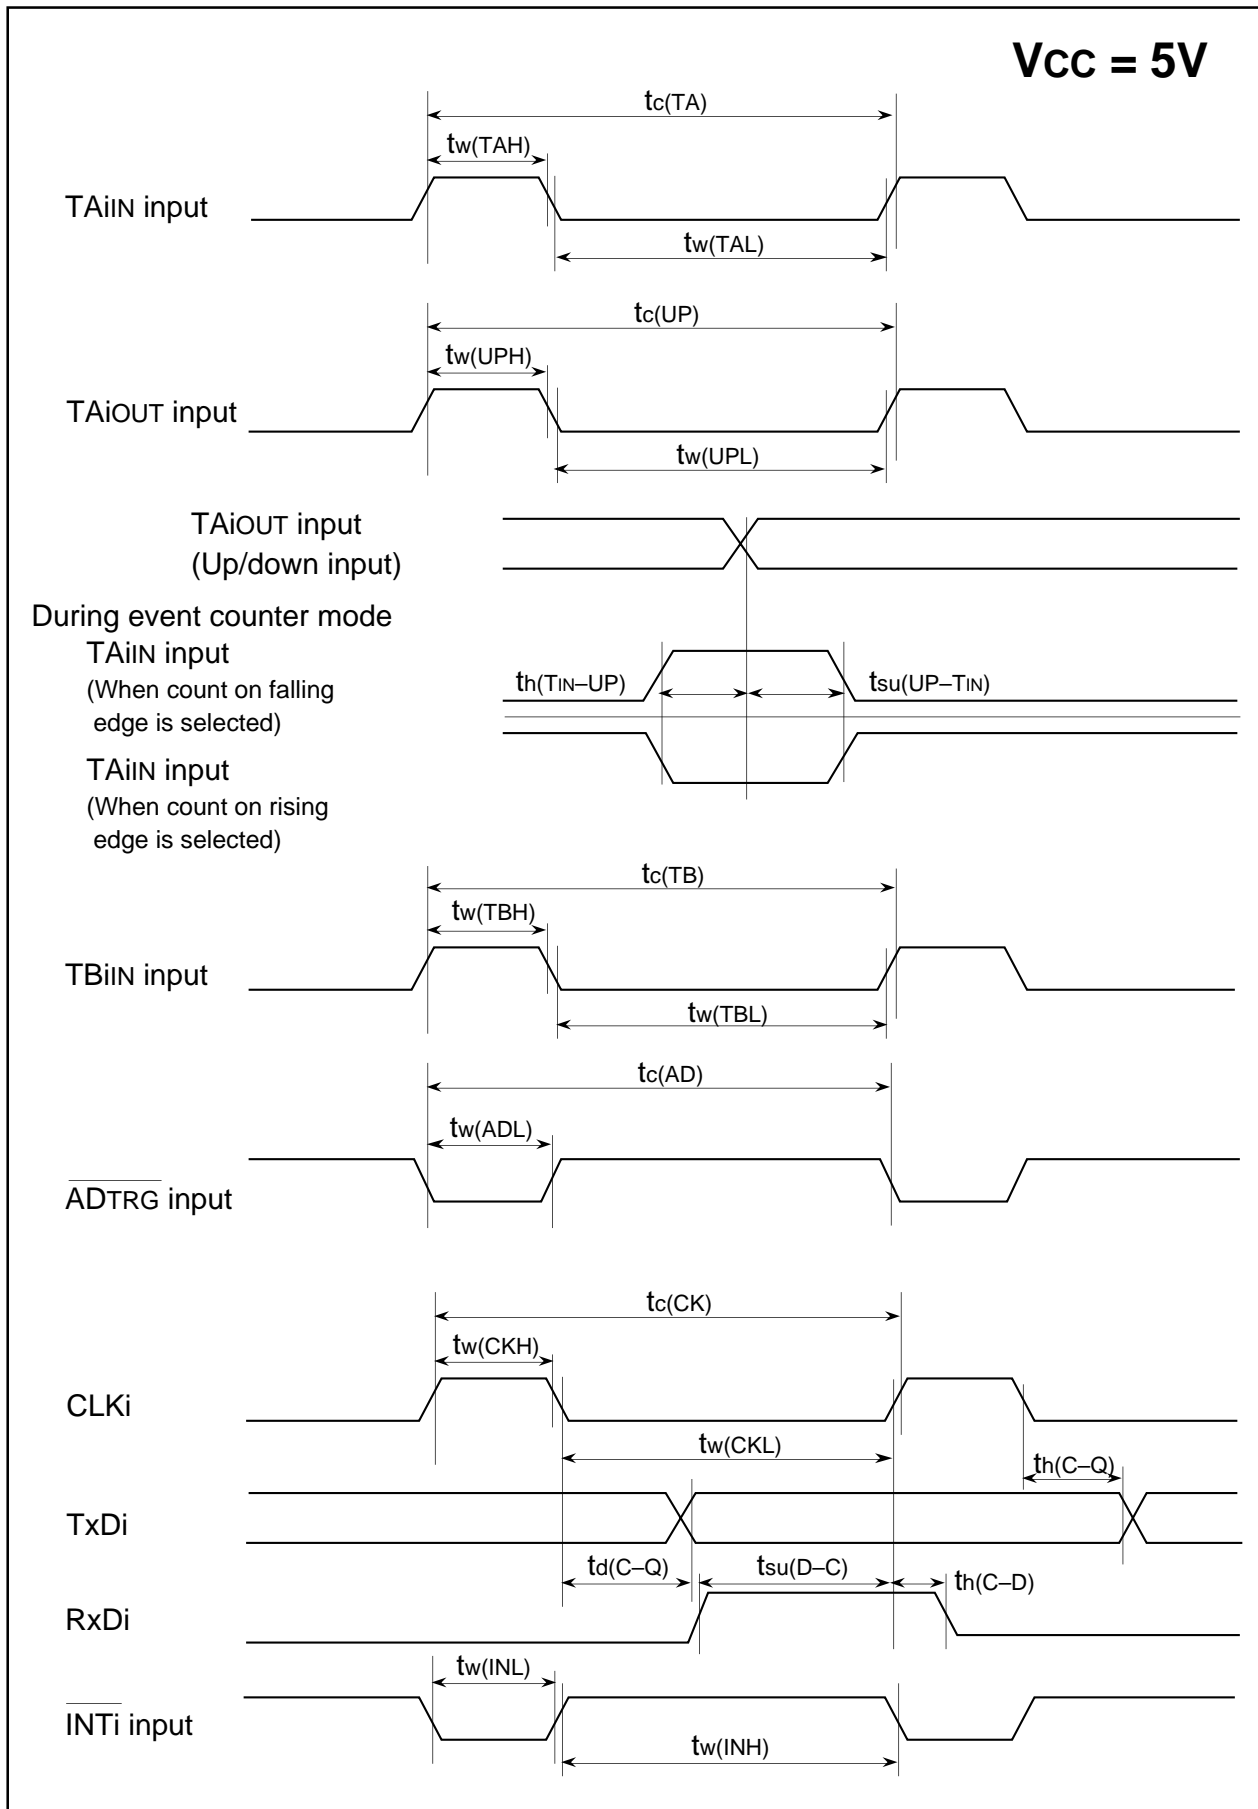 VCC = 5V
tc(TA)
tw(TAH)
TAiIN input
tw(TAL)
tc(UP)
tw(UPH)
TAiOUT input
tw(UPL)
TAiOUT input
(Up/down input)
During event counter mode
TAiIN input
(When count on falling
edge is selected)
th(TIN–UP)
tsu(UP–TIN)
TAiIN input
(When count on rising
edge is selected)
tc(TB)
tw(TBH)
TBiIN input
tw(TBL)
tc(AD)
tw(ADL)
ADTRG input
tc(CK)
tw(CKH)
CLKi
tw(CKL)
th(C–Q)
TxDi
td(C–Q)
tsu(D–C)
th(C–D)
RxDi
tw(INL)
INTi input
tw(INH)